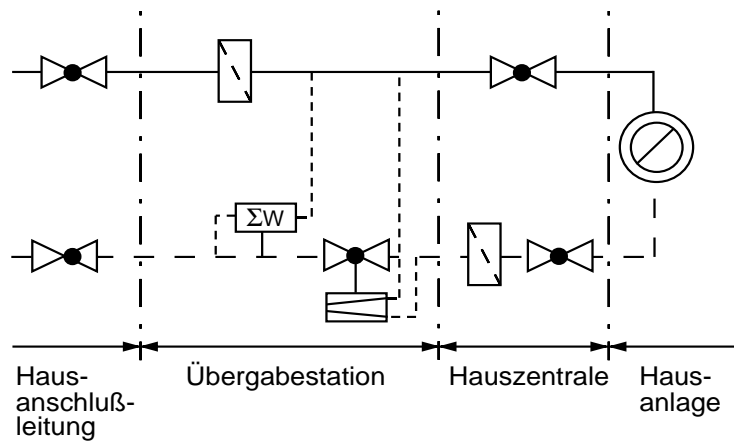 ΣW
Haus-
anschluß-
leitung
Übergabestation
Hauszentrale
Haus-
anlage